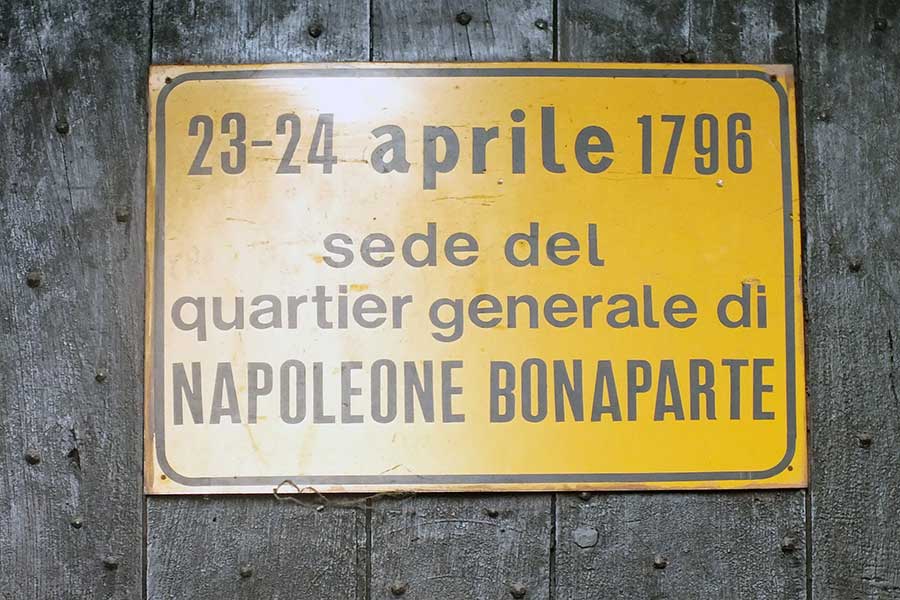 23-24 aprile 1796
sede del
quartier generale di
NAPOLEONE BONAPARTE